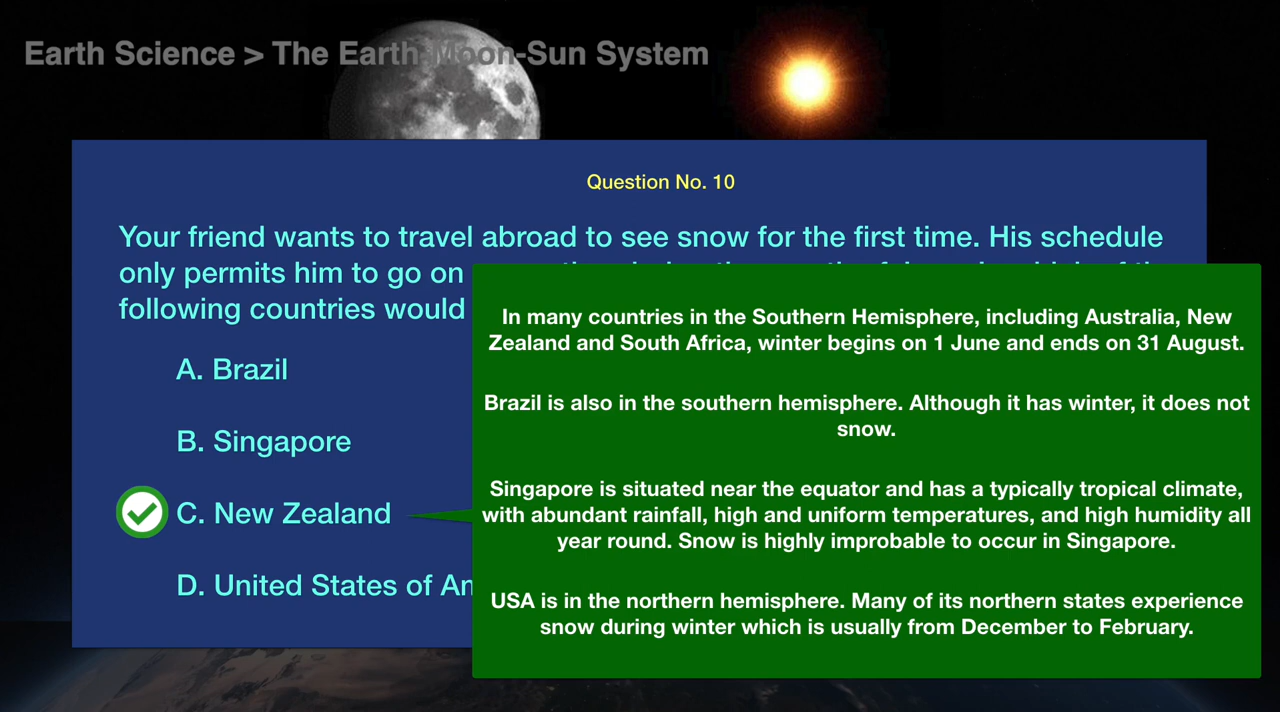 Earth Science > The Earth-Moon-Sun System
Question No. 10
Your friend wants to travel abroad to see snow for the first time. His schedule
only permits him to go on
following countries would
A. Brazil
B. Singapore
C. New Zealand
D. United States of
In many countries in the Southern Hemisphere, including Australia, New
Zealand and South Africa, winter begins on 1 June and ends on 31 August.
Brazil is also in the southern hemisphere. Although it has winter, it does not
snow.
Singapore is situated near the equator and has a typically tropical climate,
with abundant rainfall, high and uniform temperatures, and high humidity all
year round. Snow is highly improbable to occur in Singapore.
USA is in the northern hemisphere. Many of its northern states experience
snow during winter which is usually from December to February.